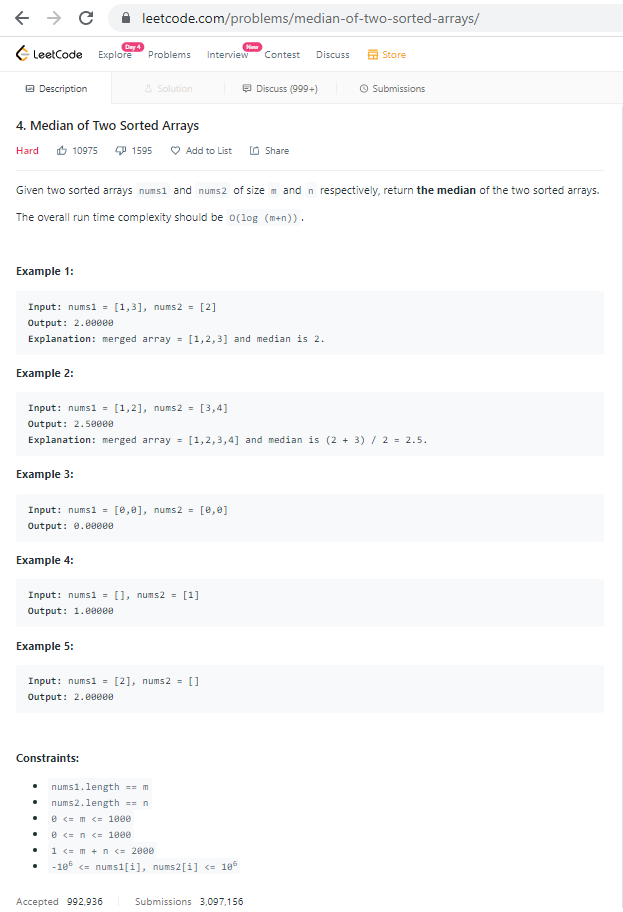 leetcode.com/problems/median-of-two-sorted-arrays/
LeetCode Explore Day 4 Problems Interview New Contest Discuss Store
Description Solution Discuss (999+) Submissions
4. Median of Two Sorted Arrays
Hard 10975 1595 Add to List Share
Given two sorted arrays nums1 and nums2 of size m and n respectively, return the median of the two sorted arrays.
The overall run time complexity should be O(log (m+n)).
Example 1:
Input: nums1 = [1,3], nums2 = [2]
Output: 2.00000
Explanation: merged array = [1,2,3] and median is 2.
Example 2:
Input: nums1 = [1,2], nums2 = [3,4]
Output: 2.50000
Explanation: merged array = [1,2,3,4] and median is (2 + 3) / 2 = 2.5.
Example 3:
Input: nums1 = [0,0], nums2 = [0,0]
Output: 0.00000
Example 4:
Input: nums1 = [], nums2 = [1]
Output: 1.00000
Example 5:
Input: nums1 = [2], nums2 = []
Output: 2.00000
Constraints:
• nums1.length == m
• nums2.length == n
• 0 <= m <= 1000
• 0 <= n <= 1000
• 1 <= m + n <= 2000
• -10⁶ <= nums1[i], nums2[i] <= 10⁶
Accepted 992,936 Submissions 3,097,156